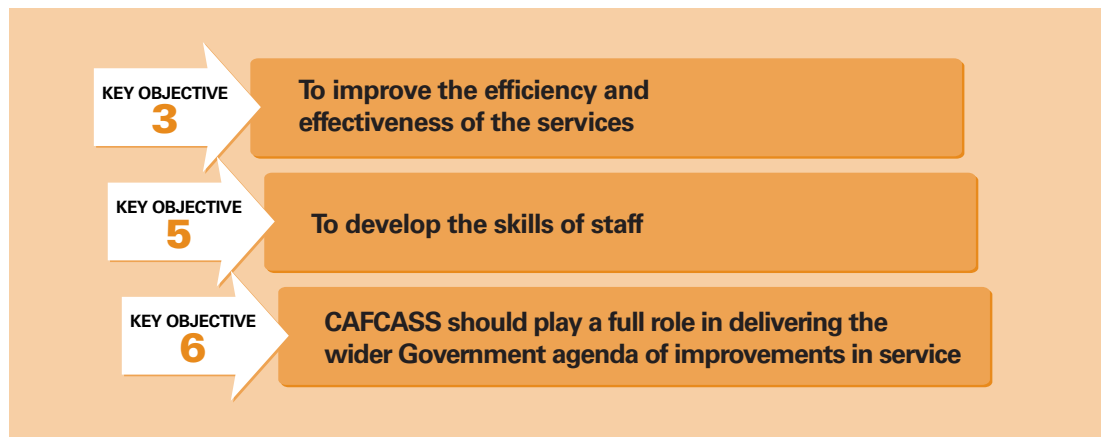 KEY OBJECTIVE
3
To improve the efficiency and
effectiveness of the services
KEY OBJECTIVE
5
To develop the skills of staff
KEY OBJECTIVE
6
CAFCASS should play a full role in delivering the
wider Government agenda of improvements in service